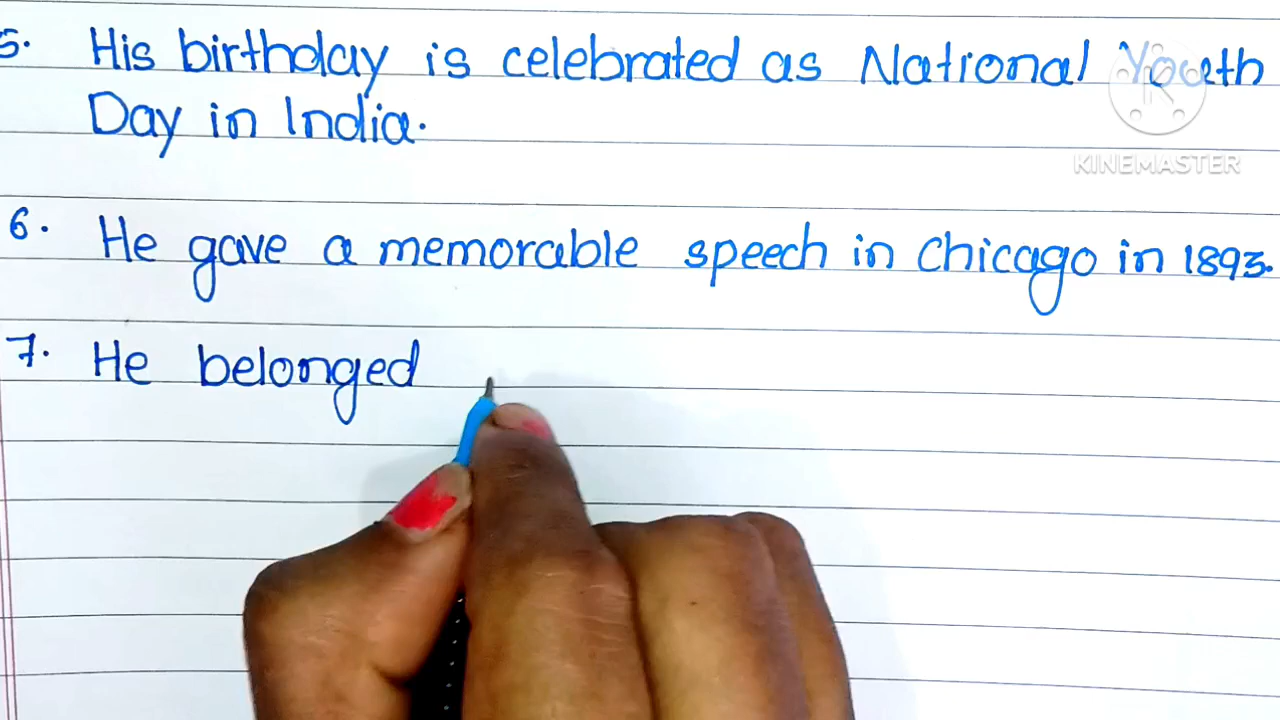 5. His birthday is celebrated as National Youth
Day in India.
KINEMASTER
6. He gave a memorable speech in Chicago in 1893.
7. He belonged